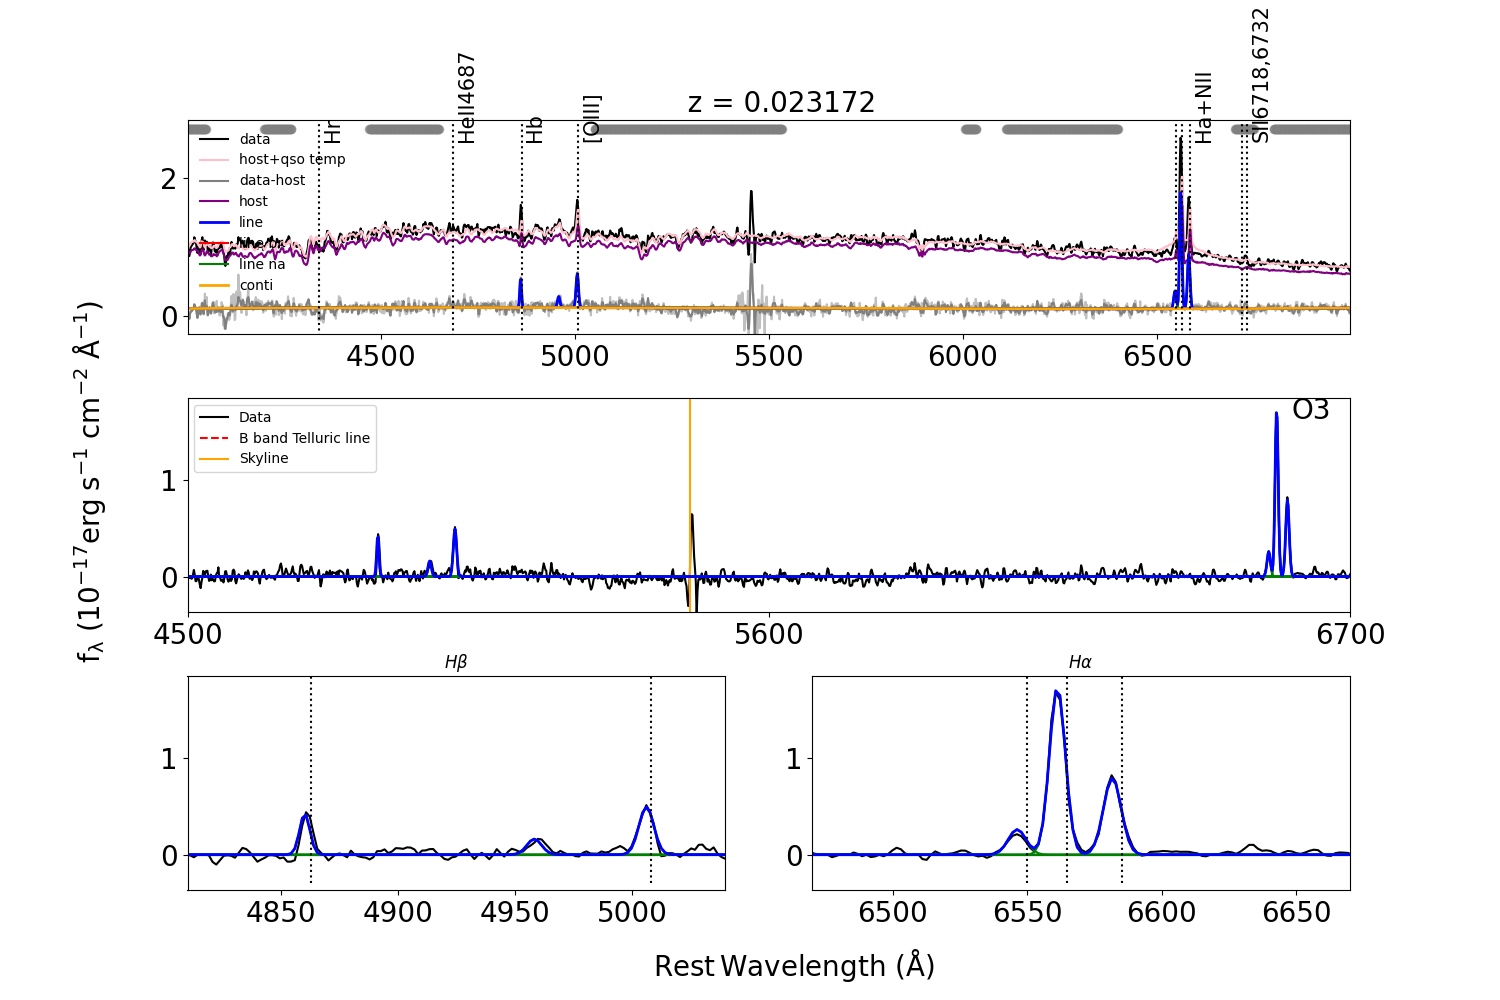 z = 0.023172
Hr
HeII4687
Hb
[OIII]
Ha+NII
SII6718,6732
data
host+qso temp
data-host
host
line
line na
conti
2
0
4500 5000 5500 6000 6500
Data
B band Telluric line
Skyline
O3
1
0
4500 5600 6700
fλ (10−17erg s−1 cm−2 Å−1)
Hβ
1
0
4850 4900 4950 5000
Hα
1
0
6500 6550 6600 6650
Rest Wavelength (Å)